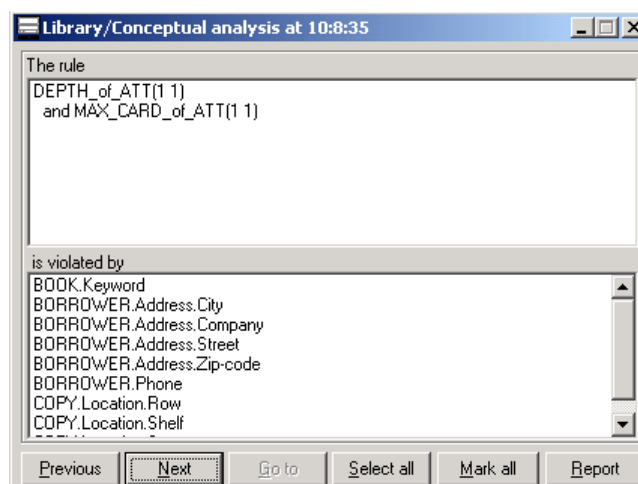 Library/Conceptual analysis at 10:8:35
The rule
DEPTH_of_ATT(1 1)
and MAX_CARD_of_ATT(1 1)
is violated by
BOOK.Keyword
BORROWER.Address.City
BORROWER.Address.Company
BORROWER.Address.Street
BORROWER.Address.Zip-code
BORROWER.Phone
COPY.Location.Row
COPY.Location.Shelf
Previous
Next
Go to
Select all
Mark all
Report